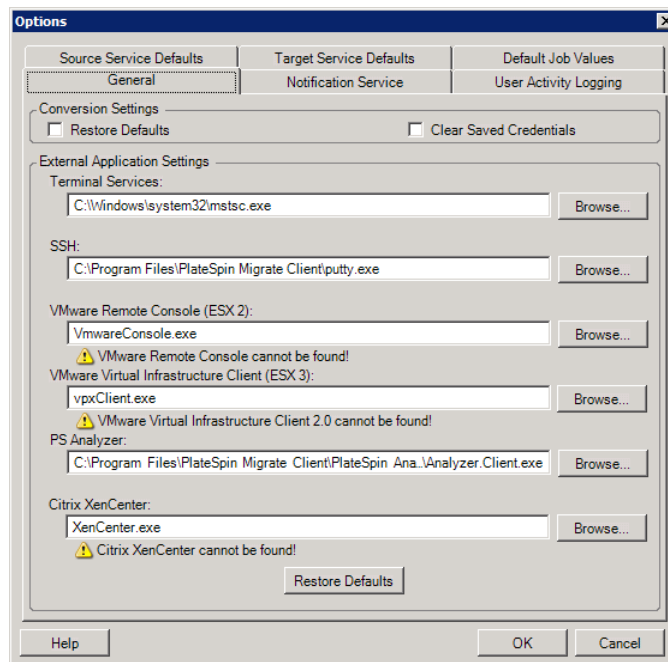 Options
Source Service Defaults Target Service Defaults Default Job Values
General Notification Service User Activity Logging
Conversion Settings
Restore Defaults Clear Saved Credentials
External Application Settings
Terminal Services:
C:\Windows\system32\mstsc.exe Browse...
SSH:
C:\Program Files\PlateSpin Migrate Client\putty.exe Browse...
VMware Remote Console (ESX 2):
VmwareConsole.exe Browse...
VMware Remote Console cannot be found!
VMware Virtual Infrastructure Client (ESX 3):
vpxClient.exe Browse...
VMware Virtual Infrastructure Client 2.0 cannot be found!
PS Analyzer:
C:\Program Files\PlateSpin Migrate Client\PlateSpin Ana..\Analyzer.Client.exe Browse...
Citrix XenCenter:
XenCenter.exe Browse...
Citrix XenCenter cannot be found!
Restore Defaults
Help OK Cancel